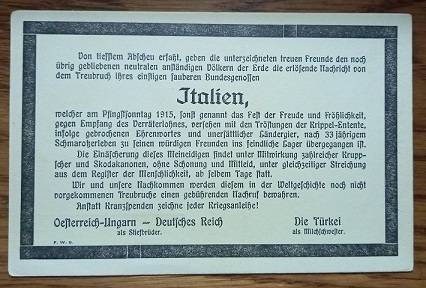 Von tiefstem Abscheu erfaßt, geben die unterzeichneten treuen Freunde den noch
übrig gebliebenen neutralen anständigen Völkern der Erde die erlösende Nachricht von
dem Treubruch ihres einstigen sauberen Bundesgenossen
Italien,
welcher am Pfingstsonntag 1915, sonst genannt das Fest der Freude und Fröhlichkeit,
gegen Empfang des Verräterlohnes, versehen mit den Tröstungen der Krippel-Entente,
infolge gebrochenen Ehrenwortes und unersättlicher Ländergier, nach 33 jährigem
Schmarotzerleben zu seinen würdigen Freunden ins feindliche Lager übergegangen ist.
Die Einäscherung dieses Meineidigen findet unter Mitwirkung zahlreicher Krupp-
scher und Skodakanonen, ohne Schonung und Mitleid, unter gleichzeitiger Streichung
aus dem Register der Menschlichkeit, ab selbem Tage statt.
Wir und unsere Nachkommen werden diesem in der Weltgeschichte noch nicht
vorgekommenen Treubruche einen gebührenden Nachruf bewahren.
Anstatt Kranzspenden zeichne jeder Kriegsanleihe!
Oesterreich-Ungarn — Deutsches Reich
als Stiefbrüder.
Die Türkei
als Milchschwester.
F. W. B.